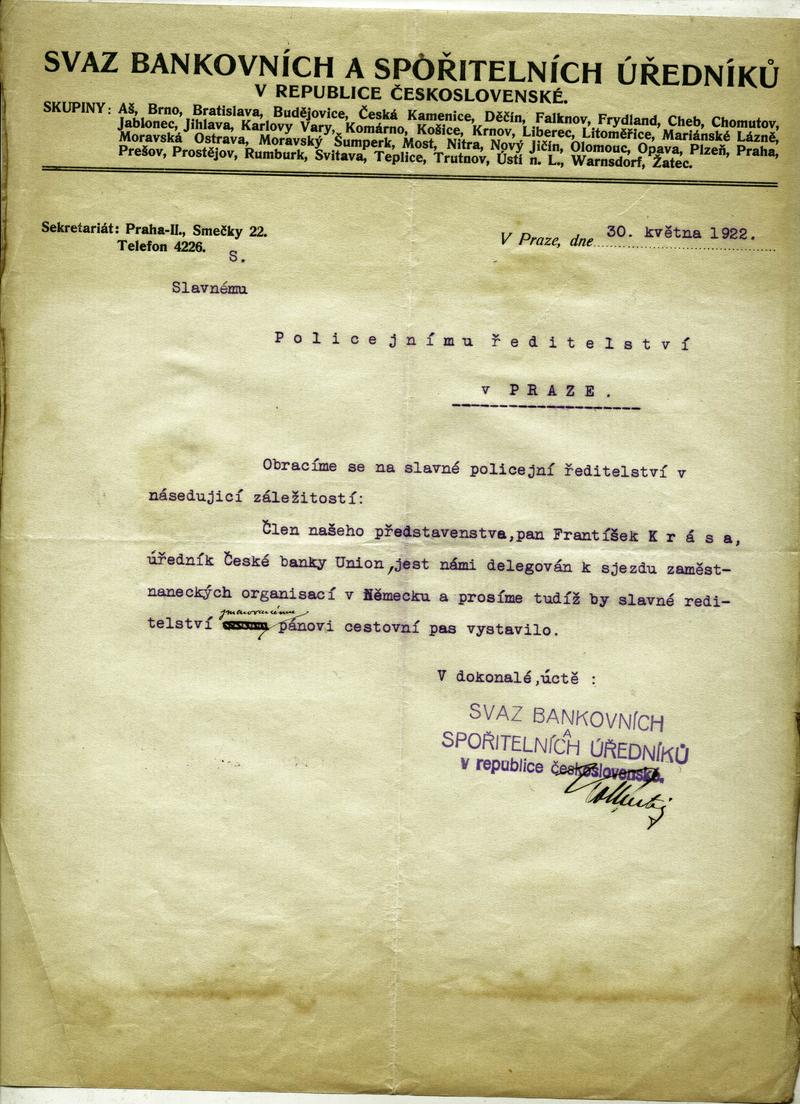 SVAZ BANKOVNÍCH A SPOŘITELNÍCH ÚŘEDNÍKŮ
V REPUBLICE ČESKOSLOVENSKÉ.
SKUPINY: Aš, Brno, Bratislava, Budějovice, Česká Kamenice, Děčín, Falknov, Frydland, Cheb, Chomutov,
Jablonec, Jihlava, Karlovy Vary, Komárno, Košice, Krnov, Liberec, Litoměřice, Mariánské Lázně,
Moravská Ostrava, Moravský Šumperk, Most, Nitra, Nový Jičín, Olomouc, Opava, Plzeň, Praha,
Prešov, Prostějov, Rumburk, Svitava, Teplice, Trutnov, Ústí n. L., Warnsdorf, Žatec.
Sekretariát: Praha-II., Smečky 22.
Telefon 4226.
S.
V Praze, dne 30. května 1922.
Slavnému
Policejnímu ředitelství
v PRAZE.
Obracíme se na slavné policejní ředitelství v
násedujicí záležitostí:
Člen našeho představenstva,pan Frantíšek Krása,
úředník České banky Union,jest námi delegován k sjezdu zaměst-
naneckých organisací v Německu a prosíme tudíž by slavné redi-
jmenovanému
telství pánovi cestovní pas vystavilo.
V dokonalé,úctě :
SVAZ BANKOVNÍCH
A
SPOŘITELNÍCH ÚŘEDNÍKŮ
v republice československé.